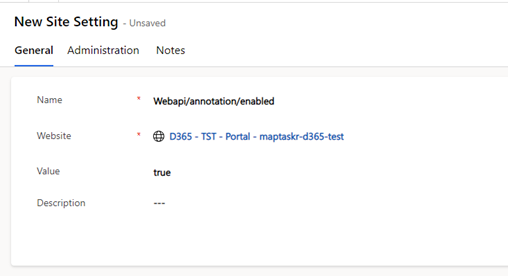 New Site Setting - Unsaved
General Administration Notes
Name * Webapi/annotation/enabled
Website * D365 - TST - Portal - maptaskr-d365-test
Value true
Description ---